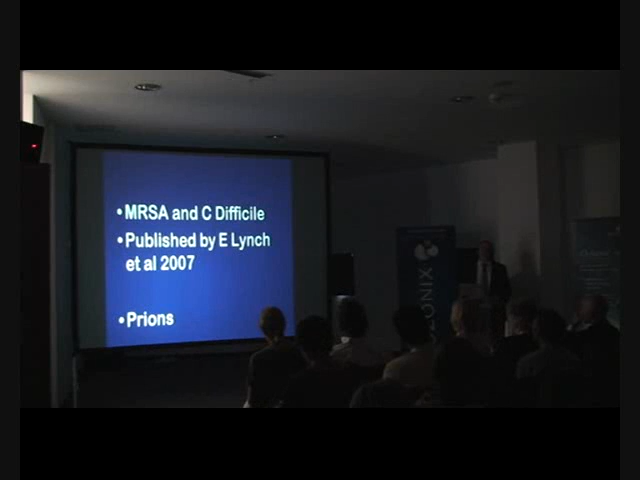 •MRSA and C Difficile
•Published by E Lynch
et al 2007
•Prions